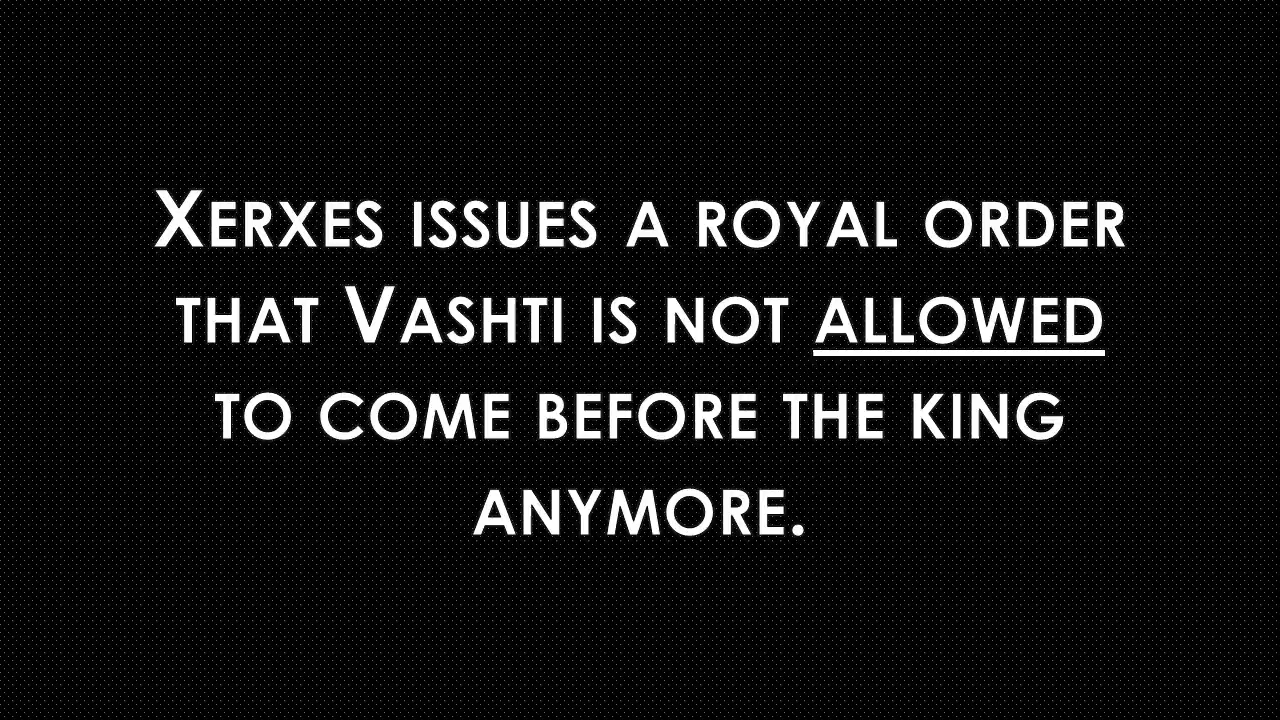 Xerxes issues a royal order
that Vashti is not allowed
to come before the king
anymore.